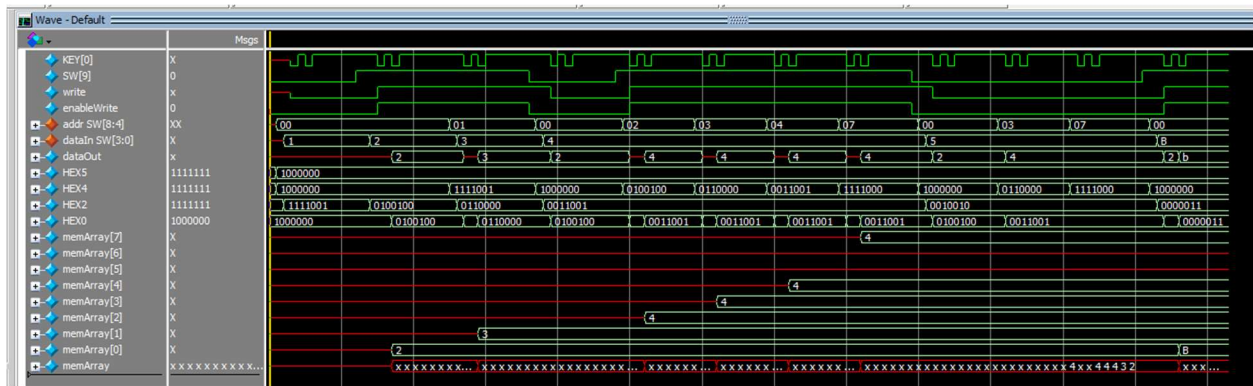 Wave - Default
Msgs
KEY[0] X
SW[9] 0
write x
enableWrite 0
addr SW[8:4] XX 00 01 00 02 03 04 07 00 03 07 00
dataIn SW[3:0] X 1 2 3 4 5 B
dataOut x 2 3 2 4 4 4 4 2 4 2 b
HEX5 1111111 1000000
HEX4 1111111 1000000 1111001 1000000 0100100 0110000 0011001 1111000 1000000 0110000 1111000 1000000
HEX2 1111111 1111001 0100100 0110000 0011001 0010010 0000011
HEX0 1000000 1000000 0100100 0110000 0100100 0011001 0011001 0011001 0011001 0100100 0011001 0000011
memArray[7] X 4
memArray[6] X
memArray[5] X
memArray[4] X 4
memArray[3] X 4
memArray[2] X 4
memArray[1] X 3
memArray[0] X 2 B